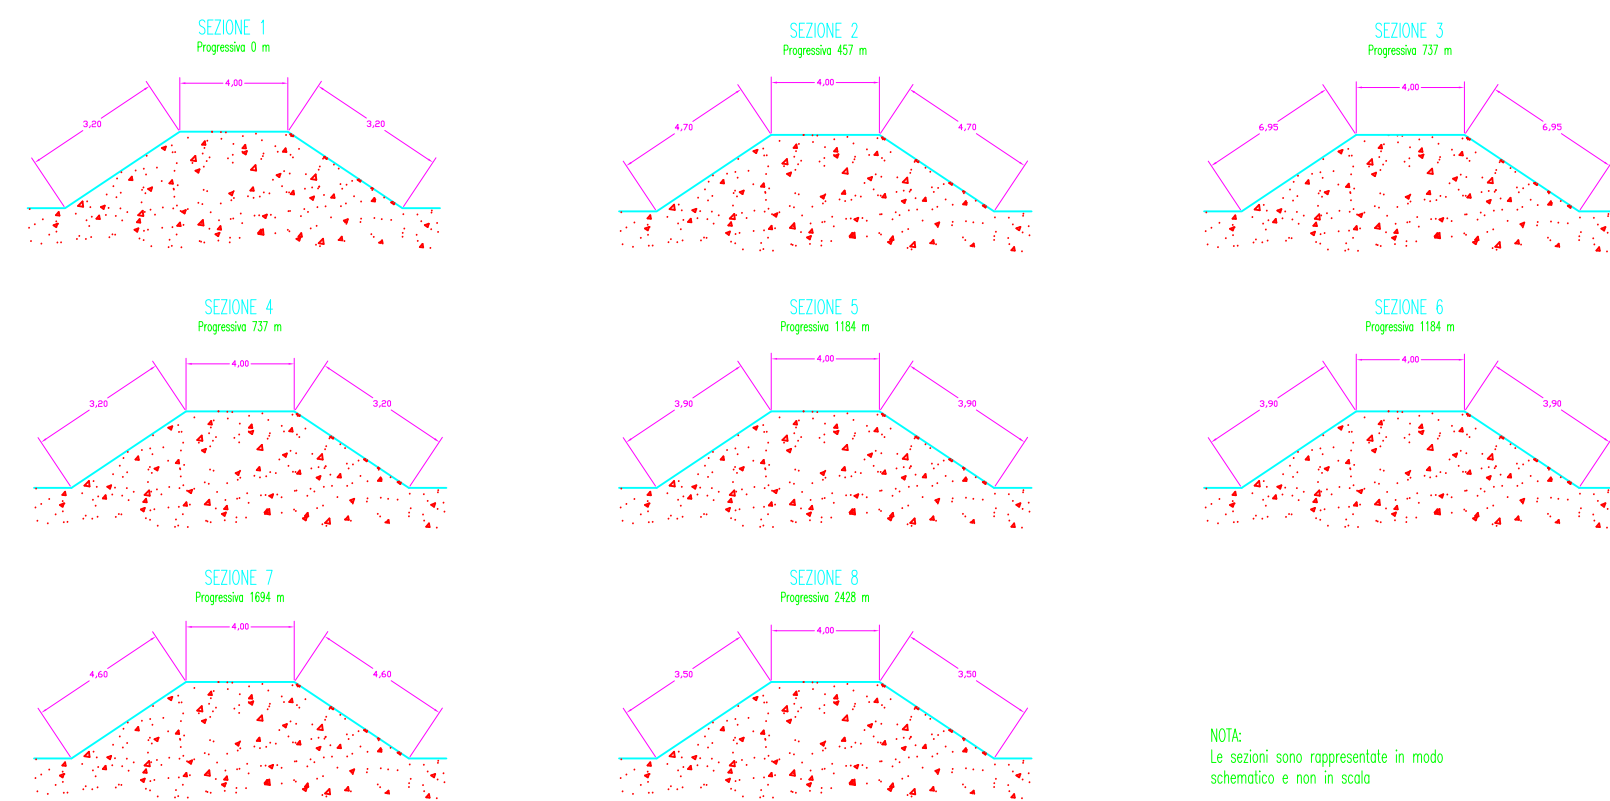 SEZIONE 1
Progressiva 0 m
4,00
3,20
3,20
SEZIONE 2
Progressiva 457 m
4,00
4,70
4,70
SEZIONE 3
Progressiva 737 m
4,00
6,95
6,95
SEZIONE 4
Progressiva 737 m
4,00
3,20
3,20
SEZIONE 5
Progressiva 1184 m
4,00
3,90
3,90
SEZIONE 6
Progressiva 1184 m
4,00
3,90
3,90
SEZIONE 7
Progressiva 1694 m
4,00
4,60
4,60
SEZIONE 8
Progressiva 2428 m
4,00
3,50
3,50
NOTA:
Le sezioni sono rappresentate in modo
schematico e non in scala